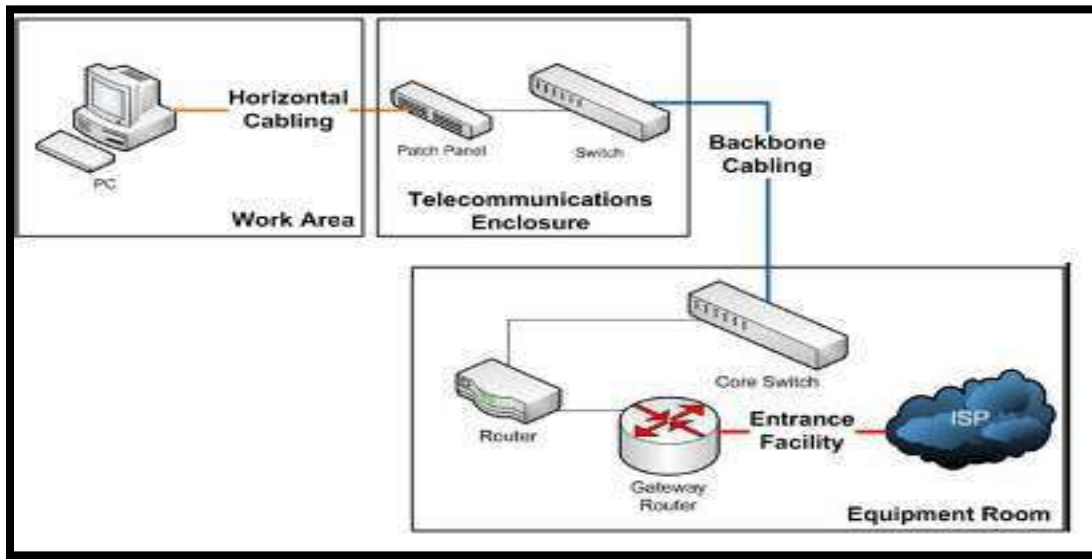 PC
Horizontal
Cabling
Work Area
Patch Panel
Switch
Telecommunications
Enclosure
Backbone
Cabling
Core Switch
Router
Gateway
Router
Entrance
Facility
ISP
Equipment Room